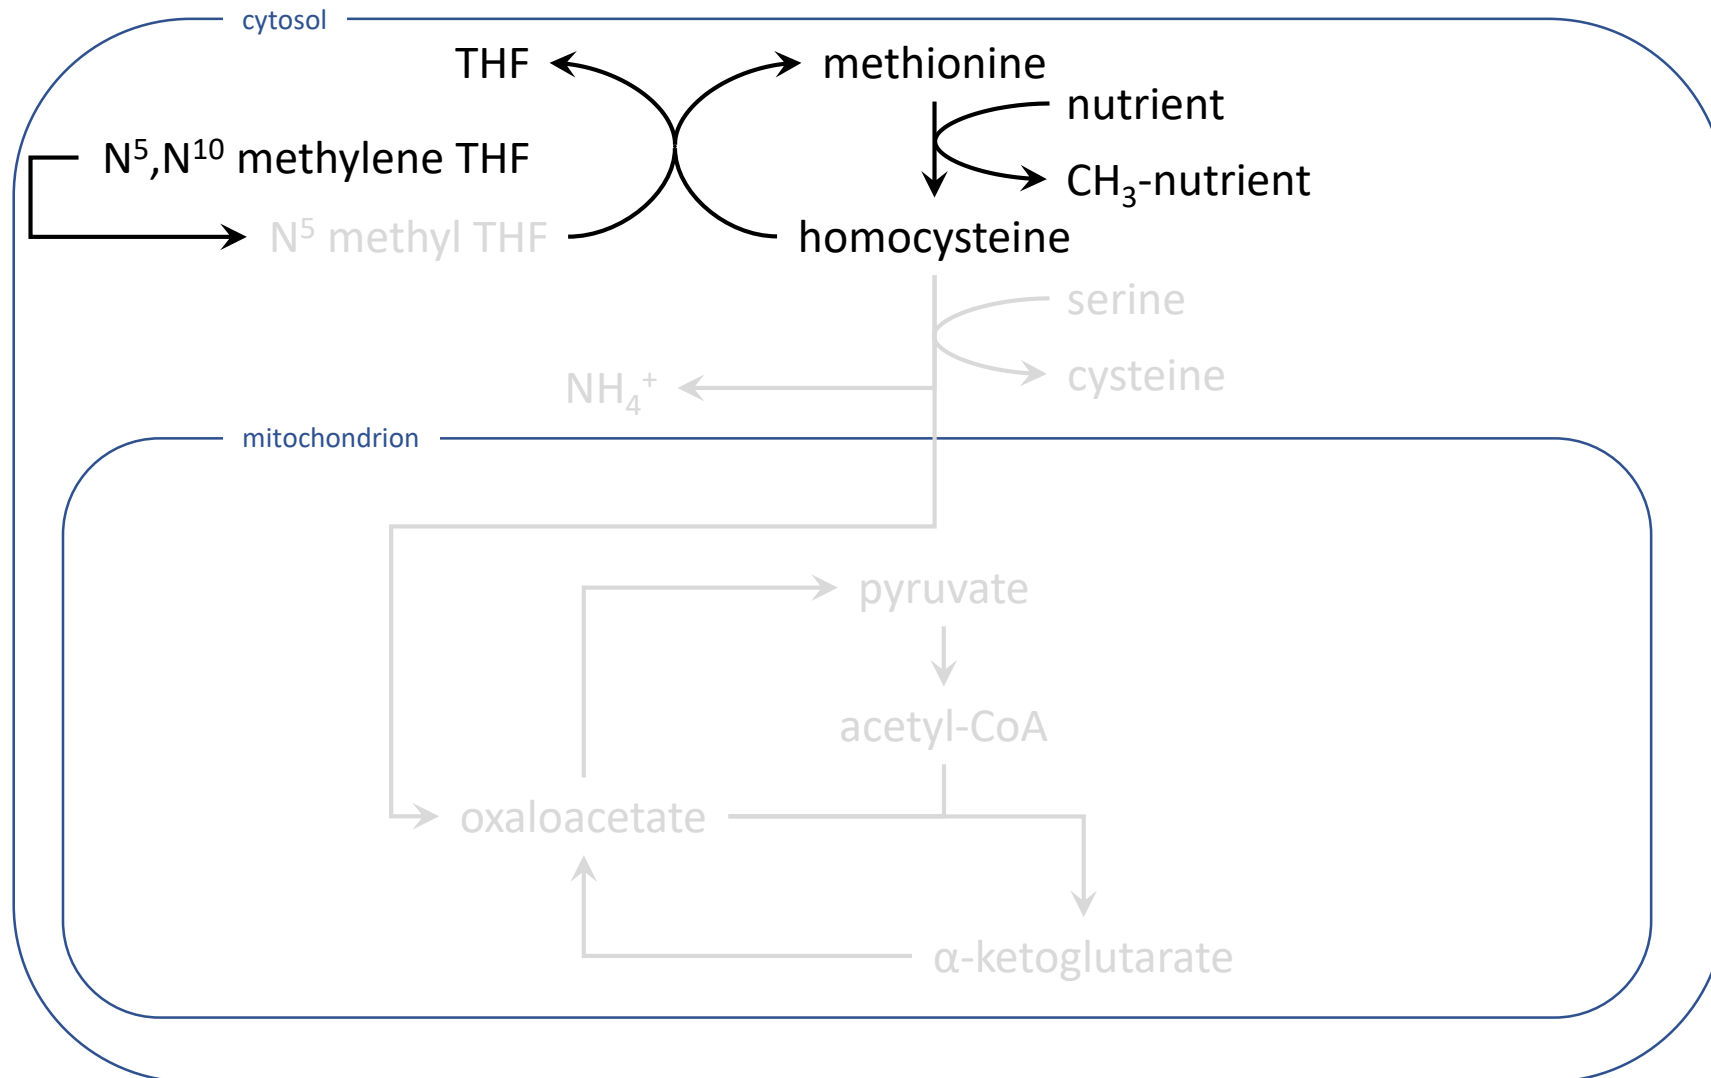 cytosol
THF
methionine
nutrient
N⁵,N¹⁰ methylene THF
CH₃-nutrient
N⁵ methyl THF
homocysteine
serine
cysteine
NH₄⁺
mitochondrion
pyruvate
acetyl-CoA
oxaloacetate
α-ketoglutarate